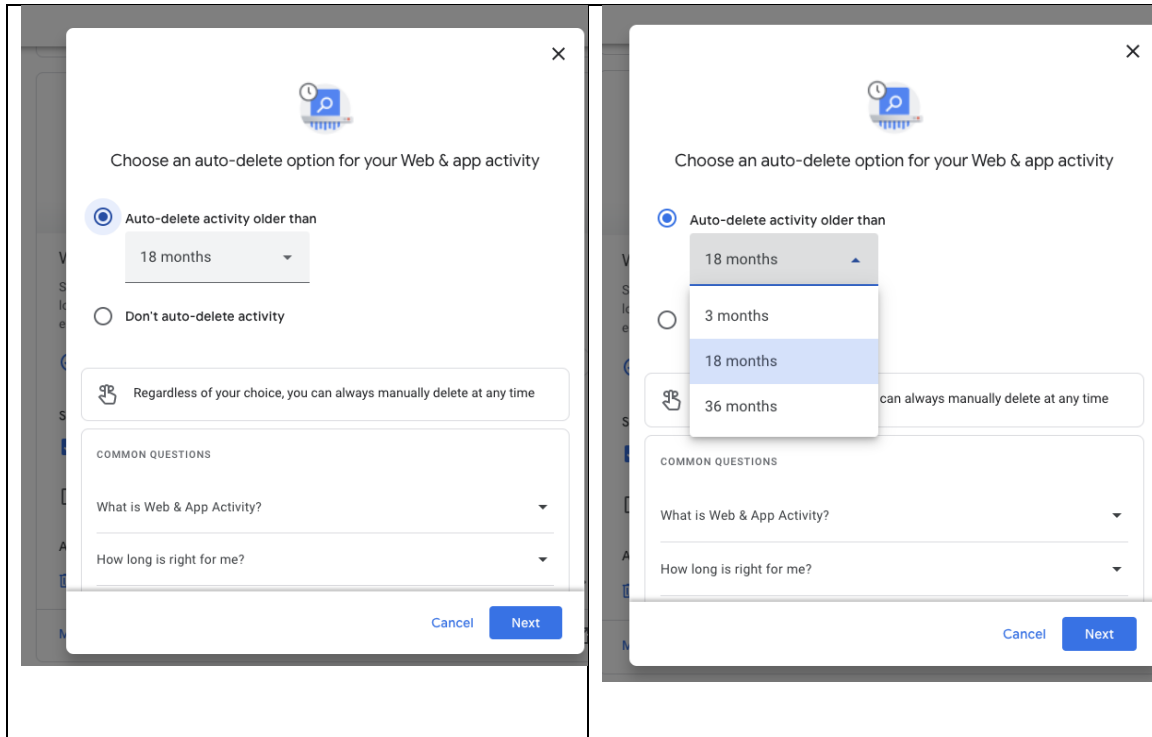 Choose an auto-delete option for your Web & app activity
Auto-delete activity older than
18 months
Don't auto-delete activity
Regardless of your choice, you can always manually delete at any time
COMMON QUESTIONS
What is Web & App Activity?
How long is right for me?
Cancel
Next
Choose an auto-delete option for your Web & app activity
Auto-delete activity older than
18 months
3 months
18 months
36 months
can always manually delete at any time
COMMON QUESTIONS
What is Web & App Activity?
How long is right for me?
Cancel
Next